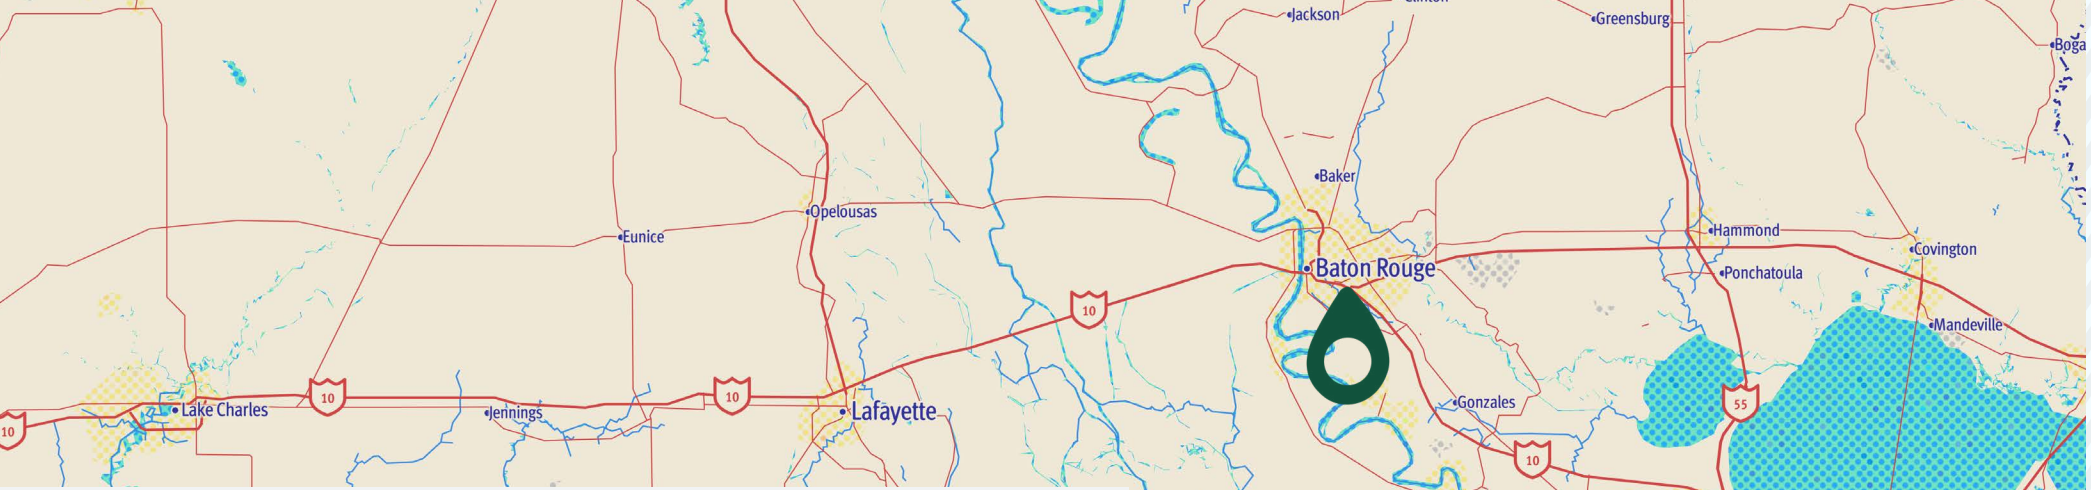 Jackson
Greensburg
Boga
Baker
Opelousas
Eunice
Hammond
Covington
Baton Rouge
Ponchatoula
10
Mandeville
10
10
Lake Charles
Jennings
Lafayette
Gonzales
55
10
10